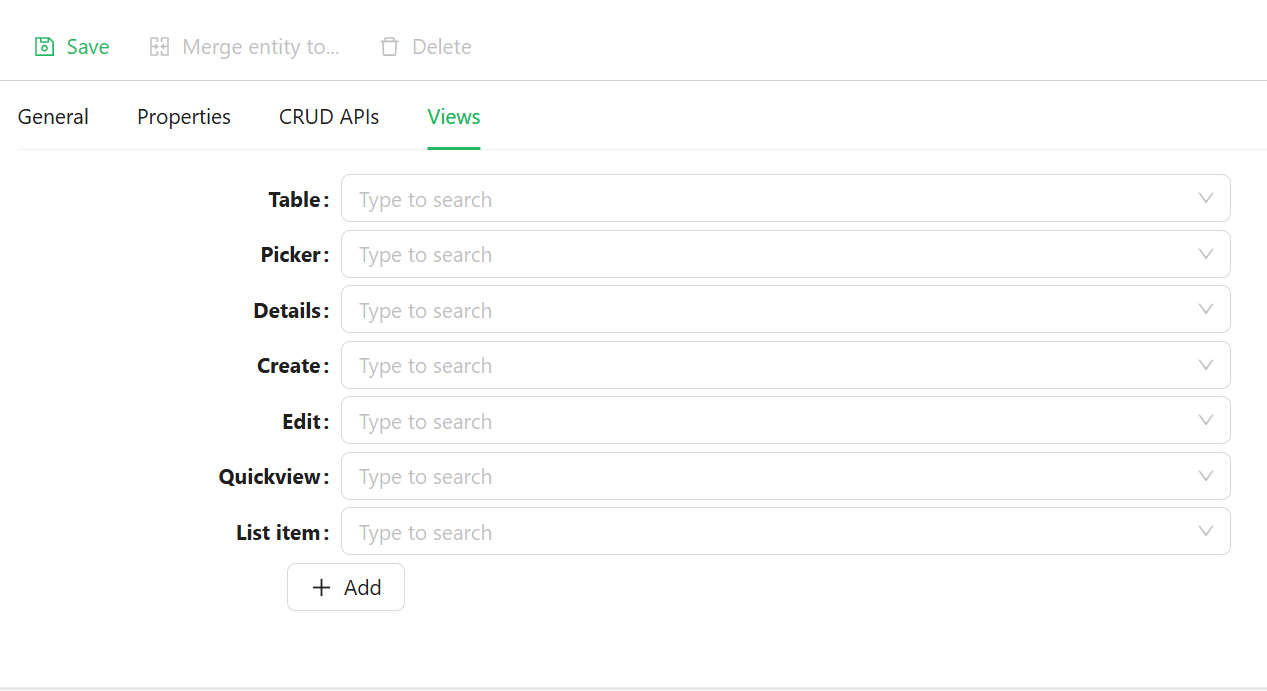 Save Merge entity to... Delete
General Properties CRUD APIs Views
Table: Type to search
Picker: Type to search
Details: Type to search
Create: Type to search
Edit: Type to search
Quickview: Type to search
List item: Type to search
Add